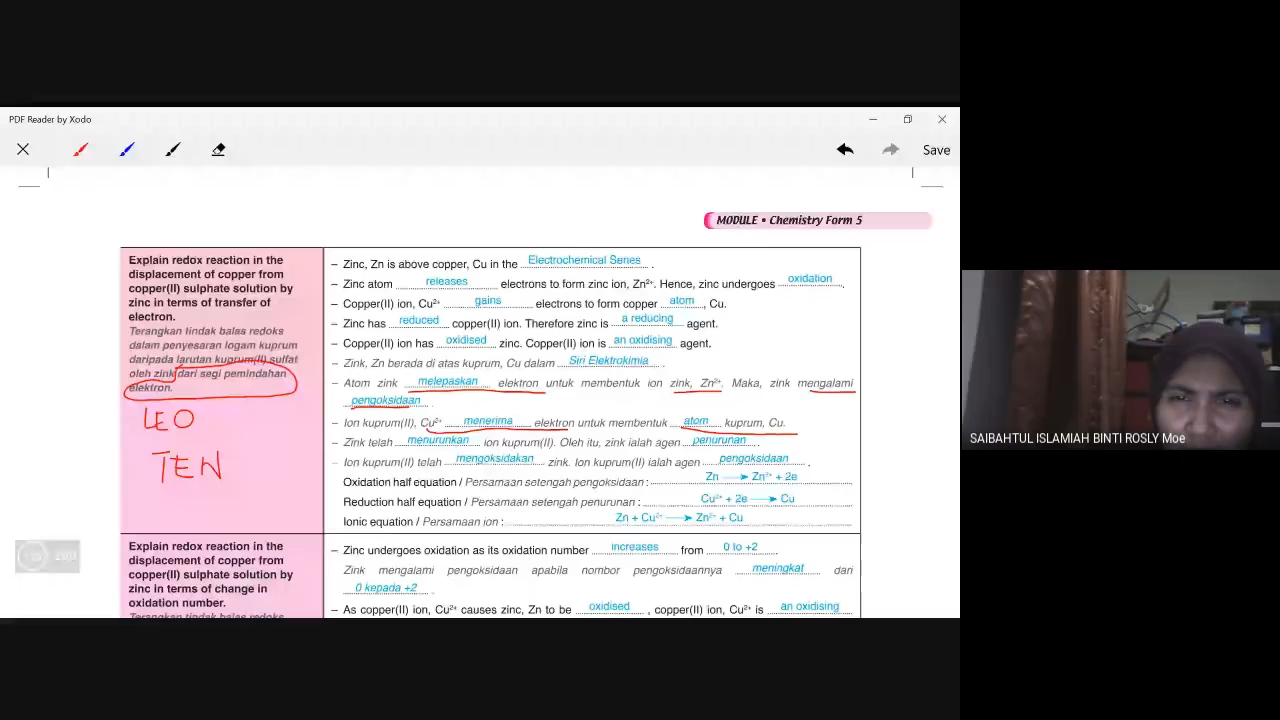 PDF Reader by Xodo
Save
MODULE • Chemistry Form 5
Explain redox reaction in the
displacement of copper from
copper(II) sulphate solution by
zinc in terms of transfer of
electron.
Terangkan tindak balas redoks
dalam penyesaran logam kuprum
daripada larutan kuprum(II) sulfat
oleh zink dari segi pemindahan
elektron.
LEO
TEN
– Zinc, Zn is above copper, Cu in the Electrochemical Series .
– Zinc atom releases electrons to form zinc ion, Zn²⁺. Hence, zinc undergoes oxidation .
– Copper(II) ion, Cu²⁺ gains electrons to form copper atom , Cu.
– Zinc has reduced copper(II) ion. Therefore zinc is a reducing agent.
– Copper(II) ion has oxidised zinc. Copper(II) ion is an oxidising agent.
– Zink, Zn berada di atas kuprum, Cu dalam Siri Elektrokimia .
– Atom zink melepaskan elektron untuk membentuk ion zink, Zn²⁺. Maka, zink mengalami
pengoksidaan .
– Ion kuprum(II), Cu²⁺ menerima elektron untuk membentuk atom kuprum, Cu.
– Zink telah menurunkan ion kuprum(II). Oleh itu, zink ialah agen penurunan .
– Ion kuprum(II) telah mengoksidakan zink. Ion kuprum(II) ialah agen pengoksidaan .
Oxidation half equation / Persamaan setengah pengoksidaan : Zn → Zn²⁺ + 2e
Reduction half equation / Persamaan setengah penurunan : Cu²⁺ + 2e → Cu
Ionic equation / Persamaan ion : Zn + Cu²⁺ → Zn²⁺ + Cu
Explain redox reaction in the
displacement of copper from
copper(II) sulphate solution by
zinc in terms of change in
oxidation number.
Terangkan tindak balas redoks
– Zinc undergoes oxidation as its oxidation number increases from 0 to +2 .
Zink mengalami pengoksidaan apabila nombor pengoksidaannya meningkat dari
0 kepada +2 .
– As copper(II) ion, Cu²⁺ causes zinc, Zn to be oxidised , copper(II) ion, Cu²⁺ is an oxidising
SAIBAHTUL ISLAMIAH BINTI ROSLY Moe